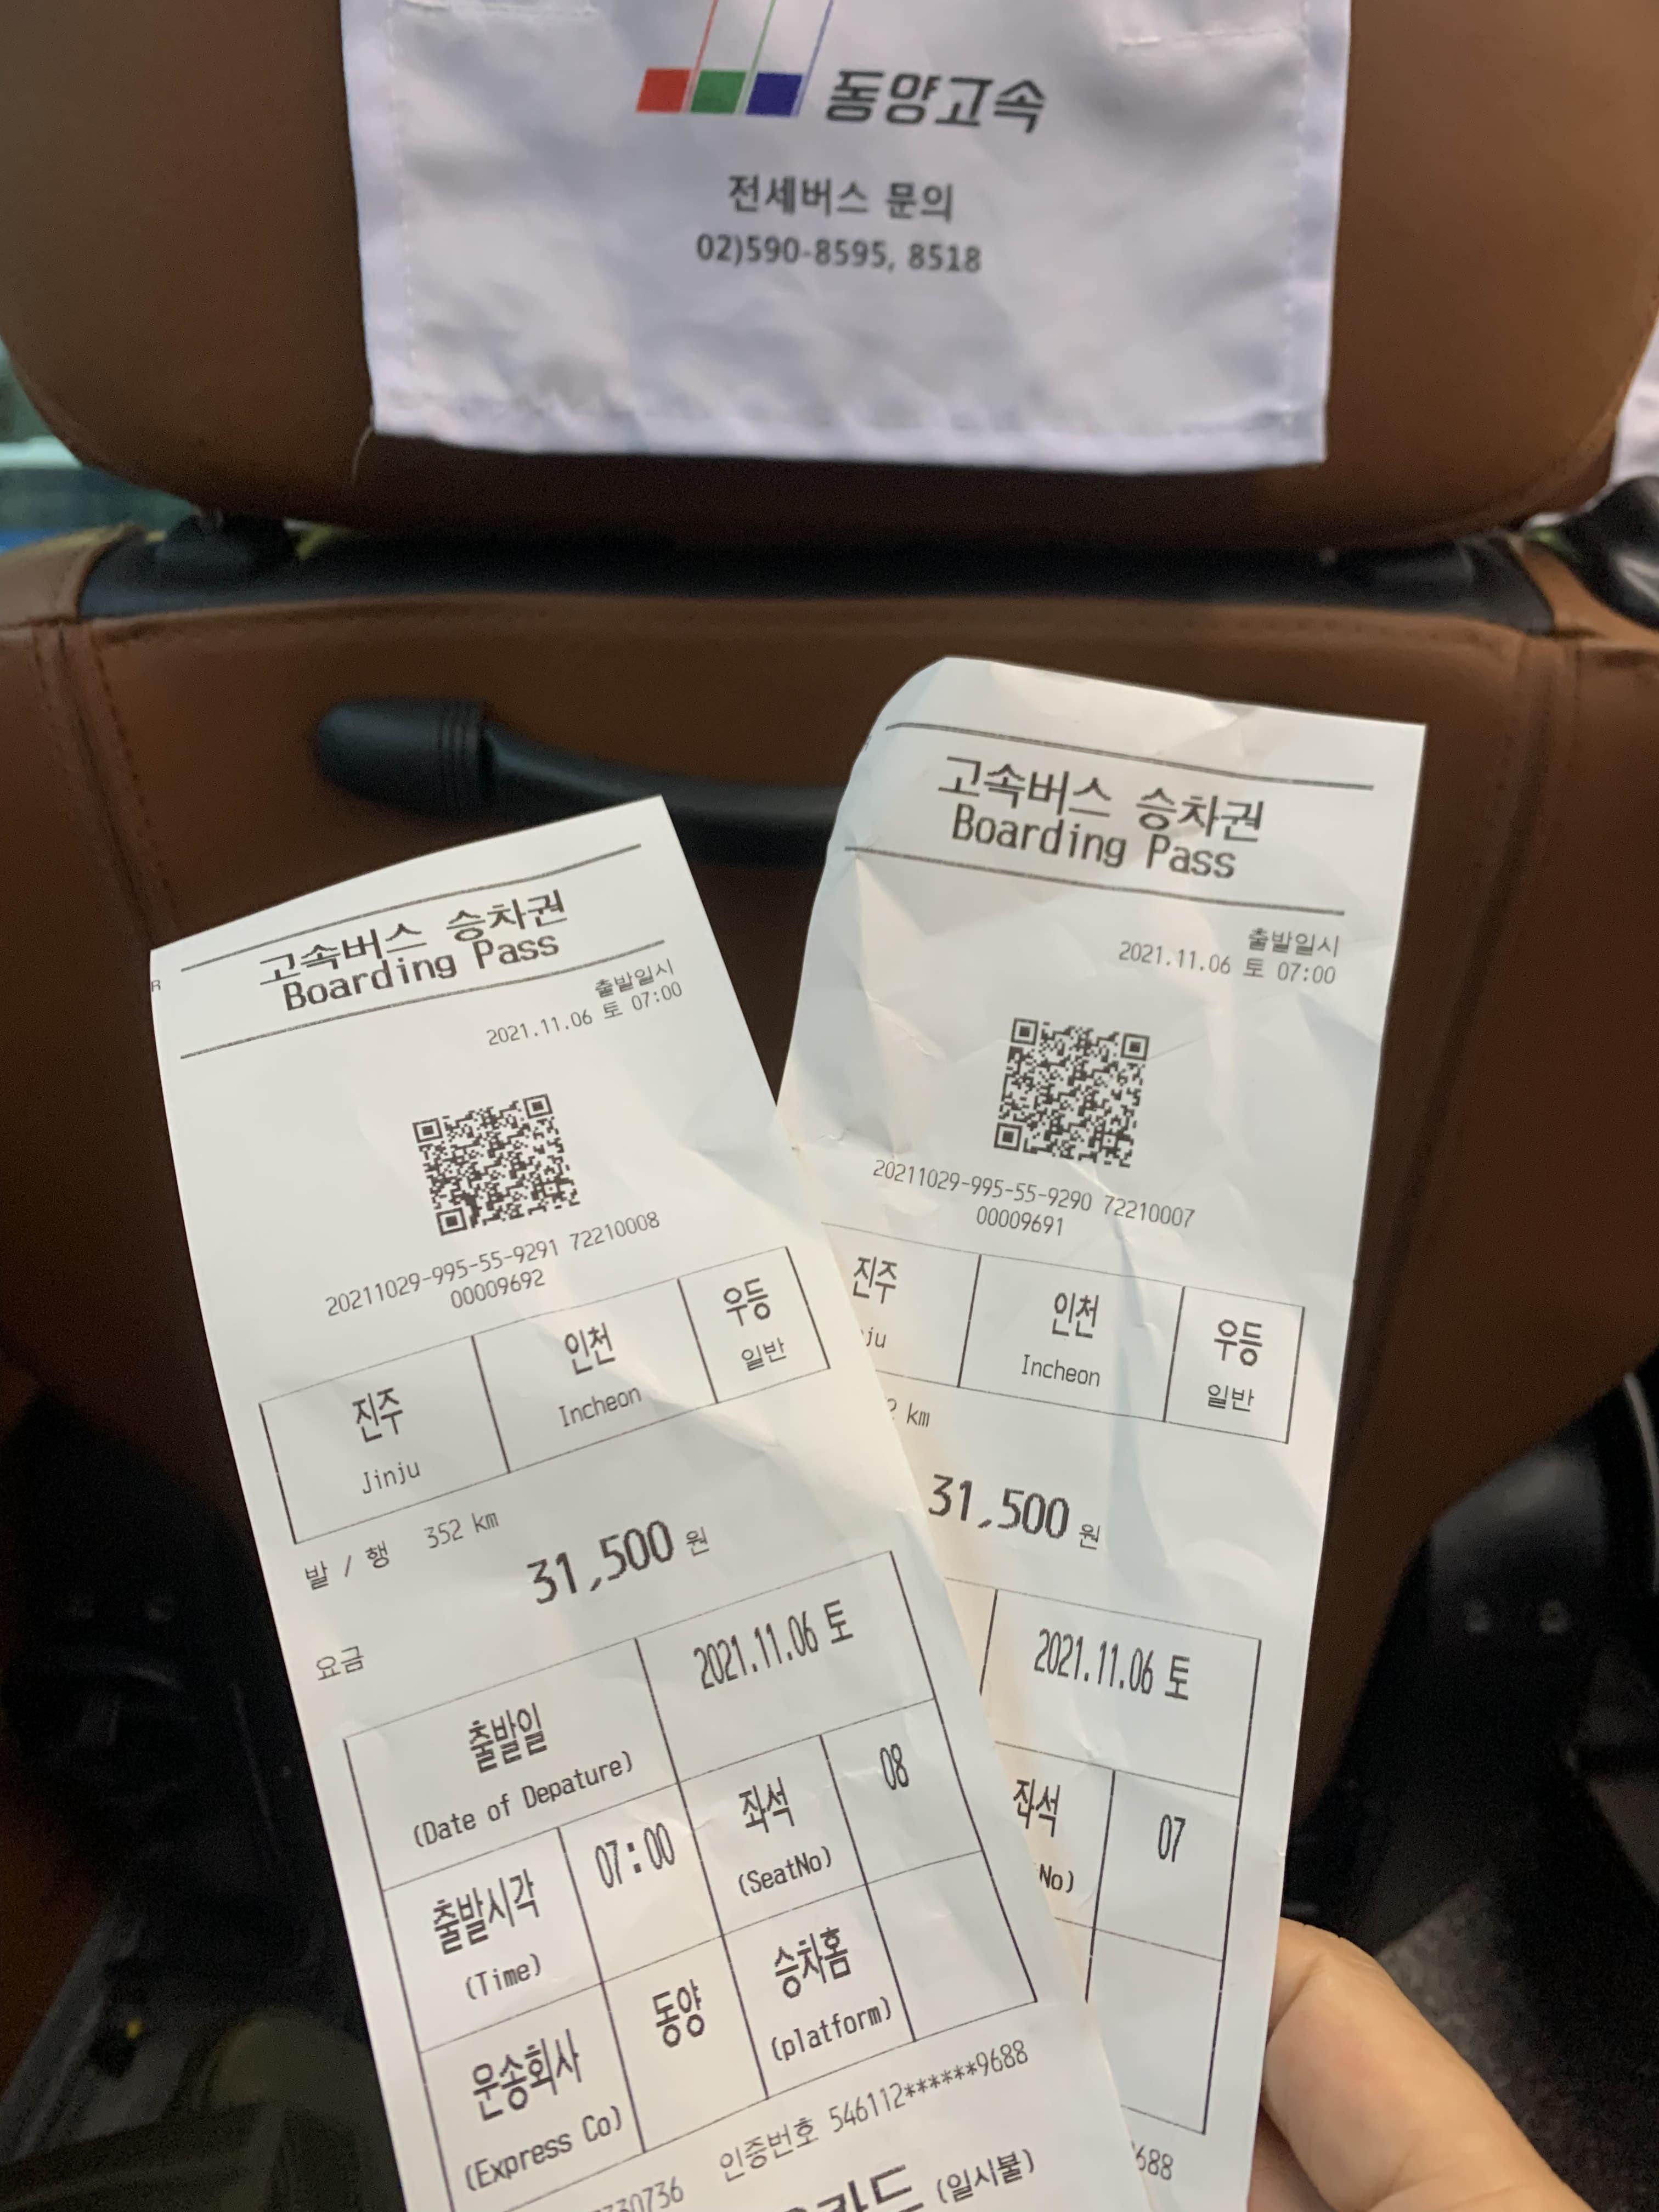 동양고속
전세버스 문의
02)590-8595, 8518
고속버스 승차권
Boarding Pass
출발일시
2021.11.06 토 07:00
20211029-995-55-9291 72210008
00009692
진주 인천 우등
Jinju Incheon 일반
발 / 행 352 km
31,500 원
요금
출발일 2021.11.06 토
(Date of Depature)
출발시각 07:00 좌석 08
(Time) (SeatNo)
운송회사 동양 승차홈
(Express Co) (platform)
인증번호 546112******9688
(일시불)
고속버스 승차권
Boarding Pass
출발일시
2021.11.06 토 07:00
20211029-995-55-9290 72210007
00009691
진주 인천 우등
ju Incheon 일반
km
31,500 원
2021.11.06 토
좌석 07
No)
688